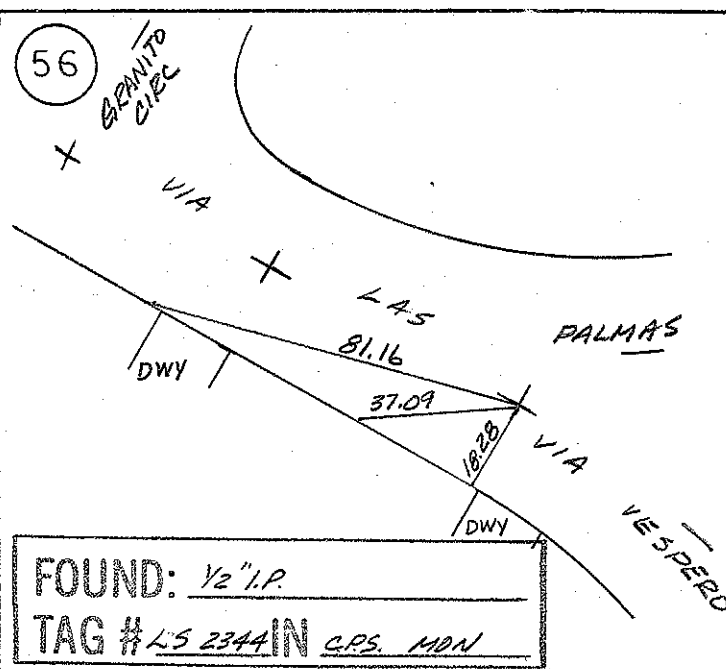 56
GRANITO
CIRC
VIA
LAS
PALMAS
81.16
37.09
18.28
DWY
VIA
VESPERO
DWY
FOUND: 1/2" I.P.
TAG # LS 2344 IN C.P.S. MON